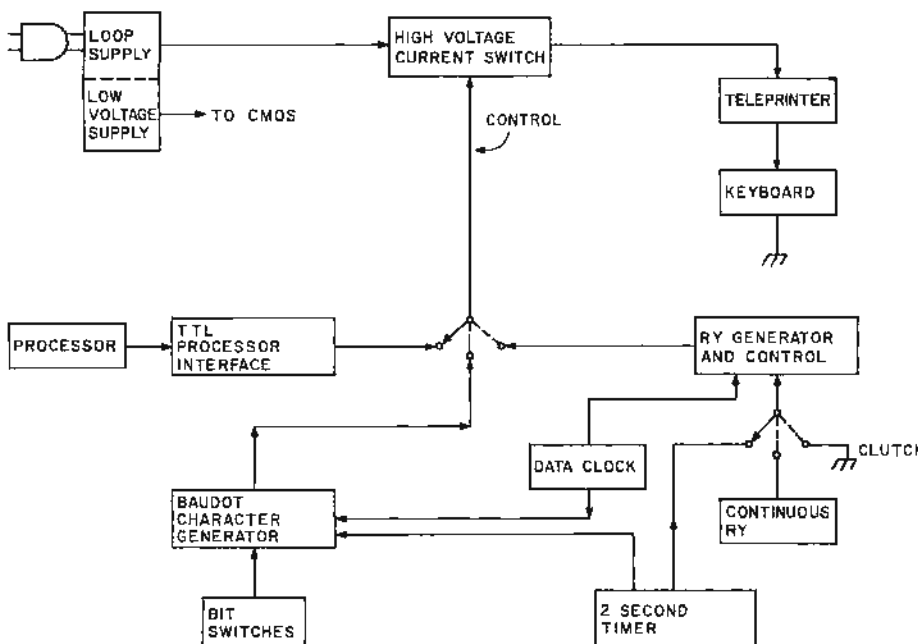 LOOP
SUPPLY
LOW
VOLTAGE
SUPPLY
TO CMOS
HIGH VOLTAGE
CURRENT SWITCH
CONTROL
TELEPRINTER
KEYBOARD
PROCESSOR
TTL
PROCESSOR
INTERFACE
RY GENERATOR
AND CONTROL
CLUTCH
DATA CLOCK
CONTINUOUS
RY
BAUDOT
CHARACTER
GENERATOR
BIT
SWITCHES
2 SECOND
TIMER